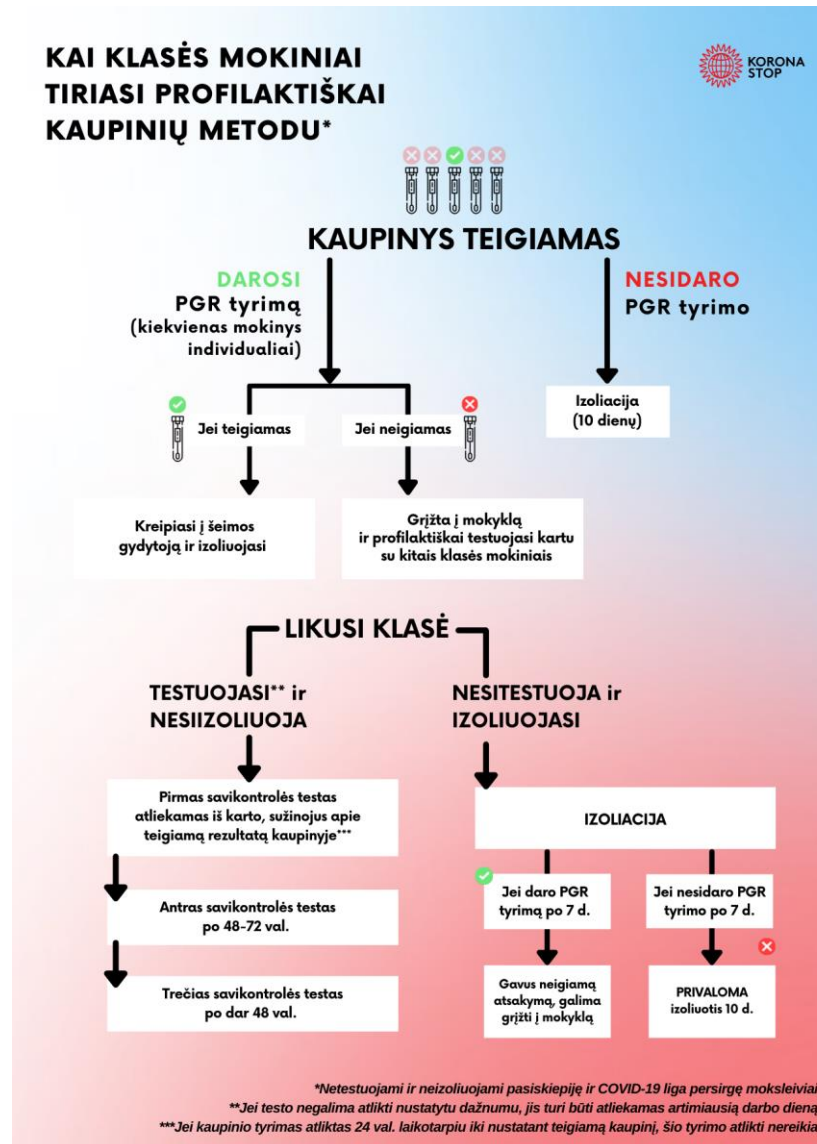 KAI KLASĖS MOKINIAI
TIRIASI PROFILAKTIŠKAI
KAUPINIŲ METODU*
KORONA
STOP
KAUPINYS TEIGIAMAS
DAROSI
PGR tyrimą
(kiekvienas mokinys
individualiai)
NESIDARO
PGR tyrimo
Jei teigiamas
Jei neigiamas
Izoliacija
(10 dienų)
Kreipiasi į šeimos
gydytoją ir izoliuojasi
Grįžta į mokyklą
ir profilaktiškai testuojasi kartu
su kitais klasės mokiniais
LIKUSI KLASĖ
TESTUOJASI** ir
NESIIZOLIUOJA
NESITESTUOJA ir
IZOLIUOJASI
Pirmas savikontrolės testas
atliekamas iš karto, sužinojus apie
teigiamą rezultatą kaupinyje***
Antras savikontrolės testas
po 48-72 val.
Trečias savikontrolės testas
po dar 48 val.
IZOLIACIJA
Jei daro PGR
tyrimą po 7 d.
Jei nesidaro PGR
tyrimo po 7 d.
Gavus neigiamą
atsakymą, galima
grįžti į mokyklą
PRIVALOMA
izoliuotis 10 d.
*Netestuojami ir neizoliuojami pasiskiepiję ir COVID-19 liga persirgę moksleiviai
**Jei testo negalima atlikti nustatytu dažnumu, jis turi būti atliekamas artimiausią darbo dieną
***Jei kaupinio tyrimas atliktas 24 val. laikotarpiu iki nustatant teigiamą kaupinį, šio tyrimo atlikti nereikia